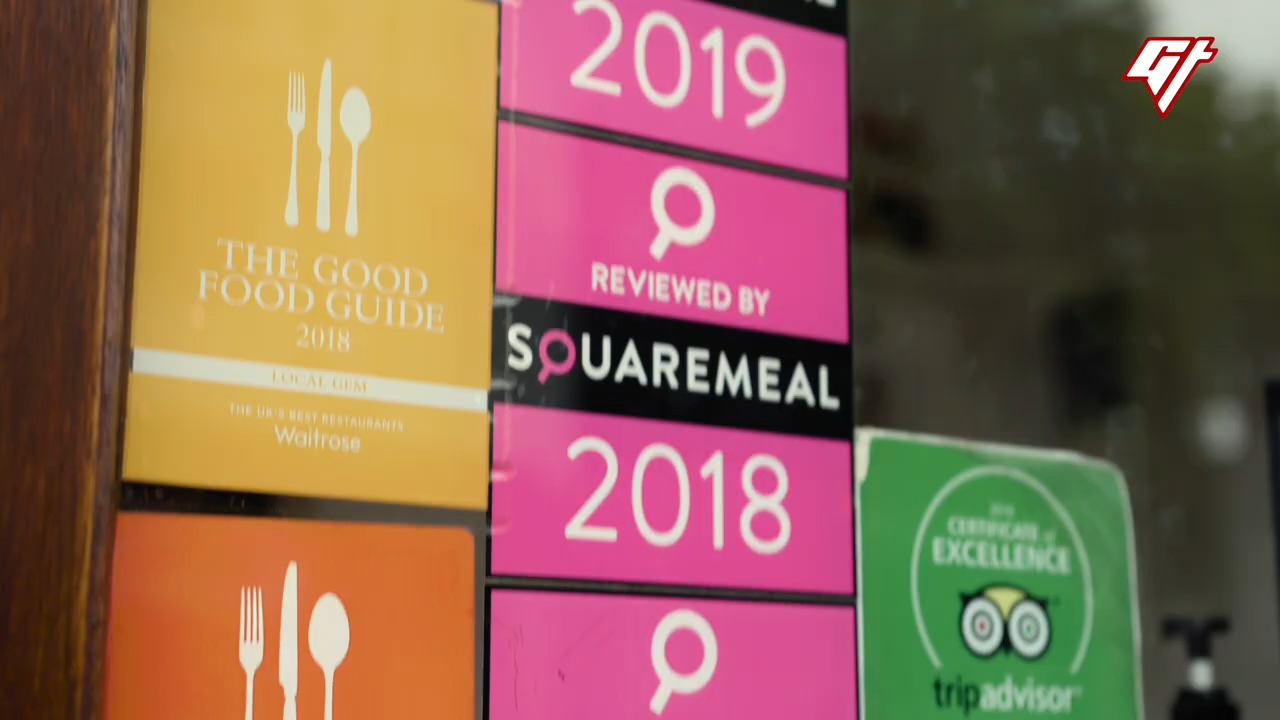 THE GOOD
FOOD GUIDE
2018
LOCAL GEM
THE UK'S BEST RESTAURANTS
Waitrose
2019
REVIEWED BY
SQUAREMEAL
2018
CERTIFICATE of
EXCELLENCE
tripadvisor
Gt